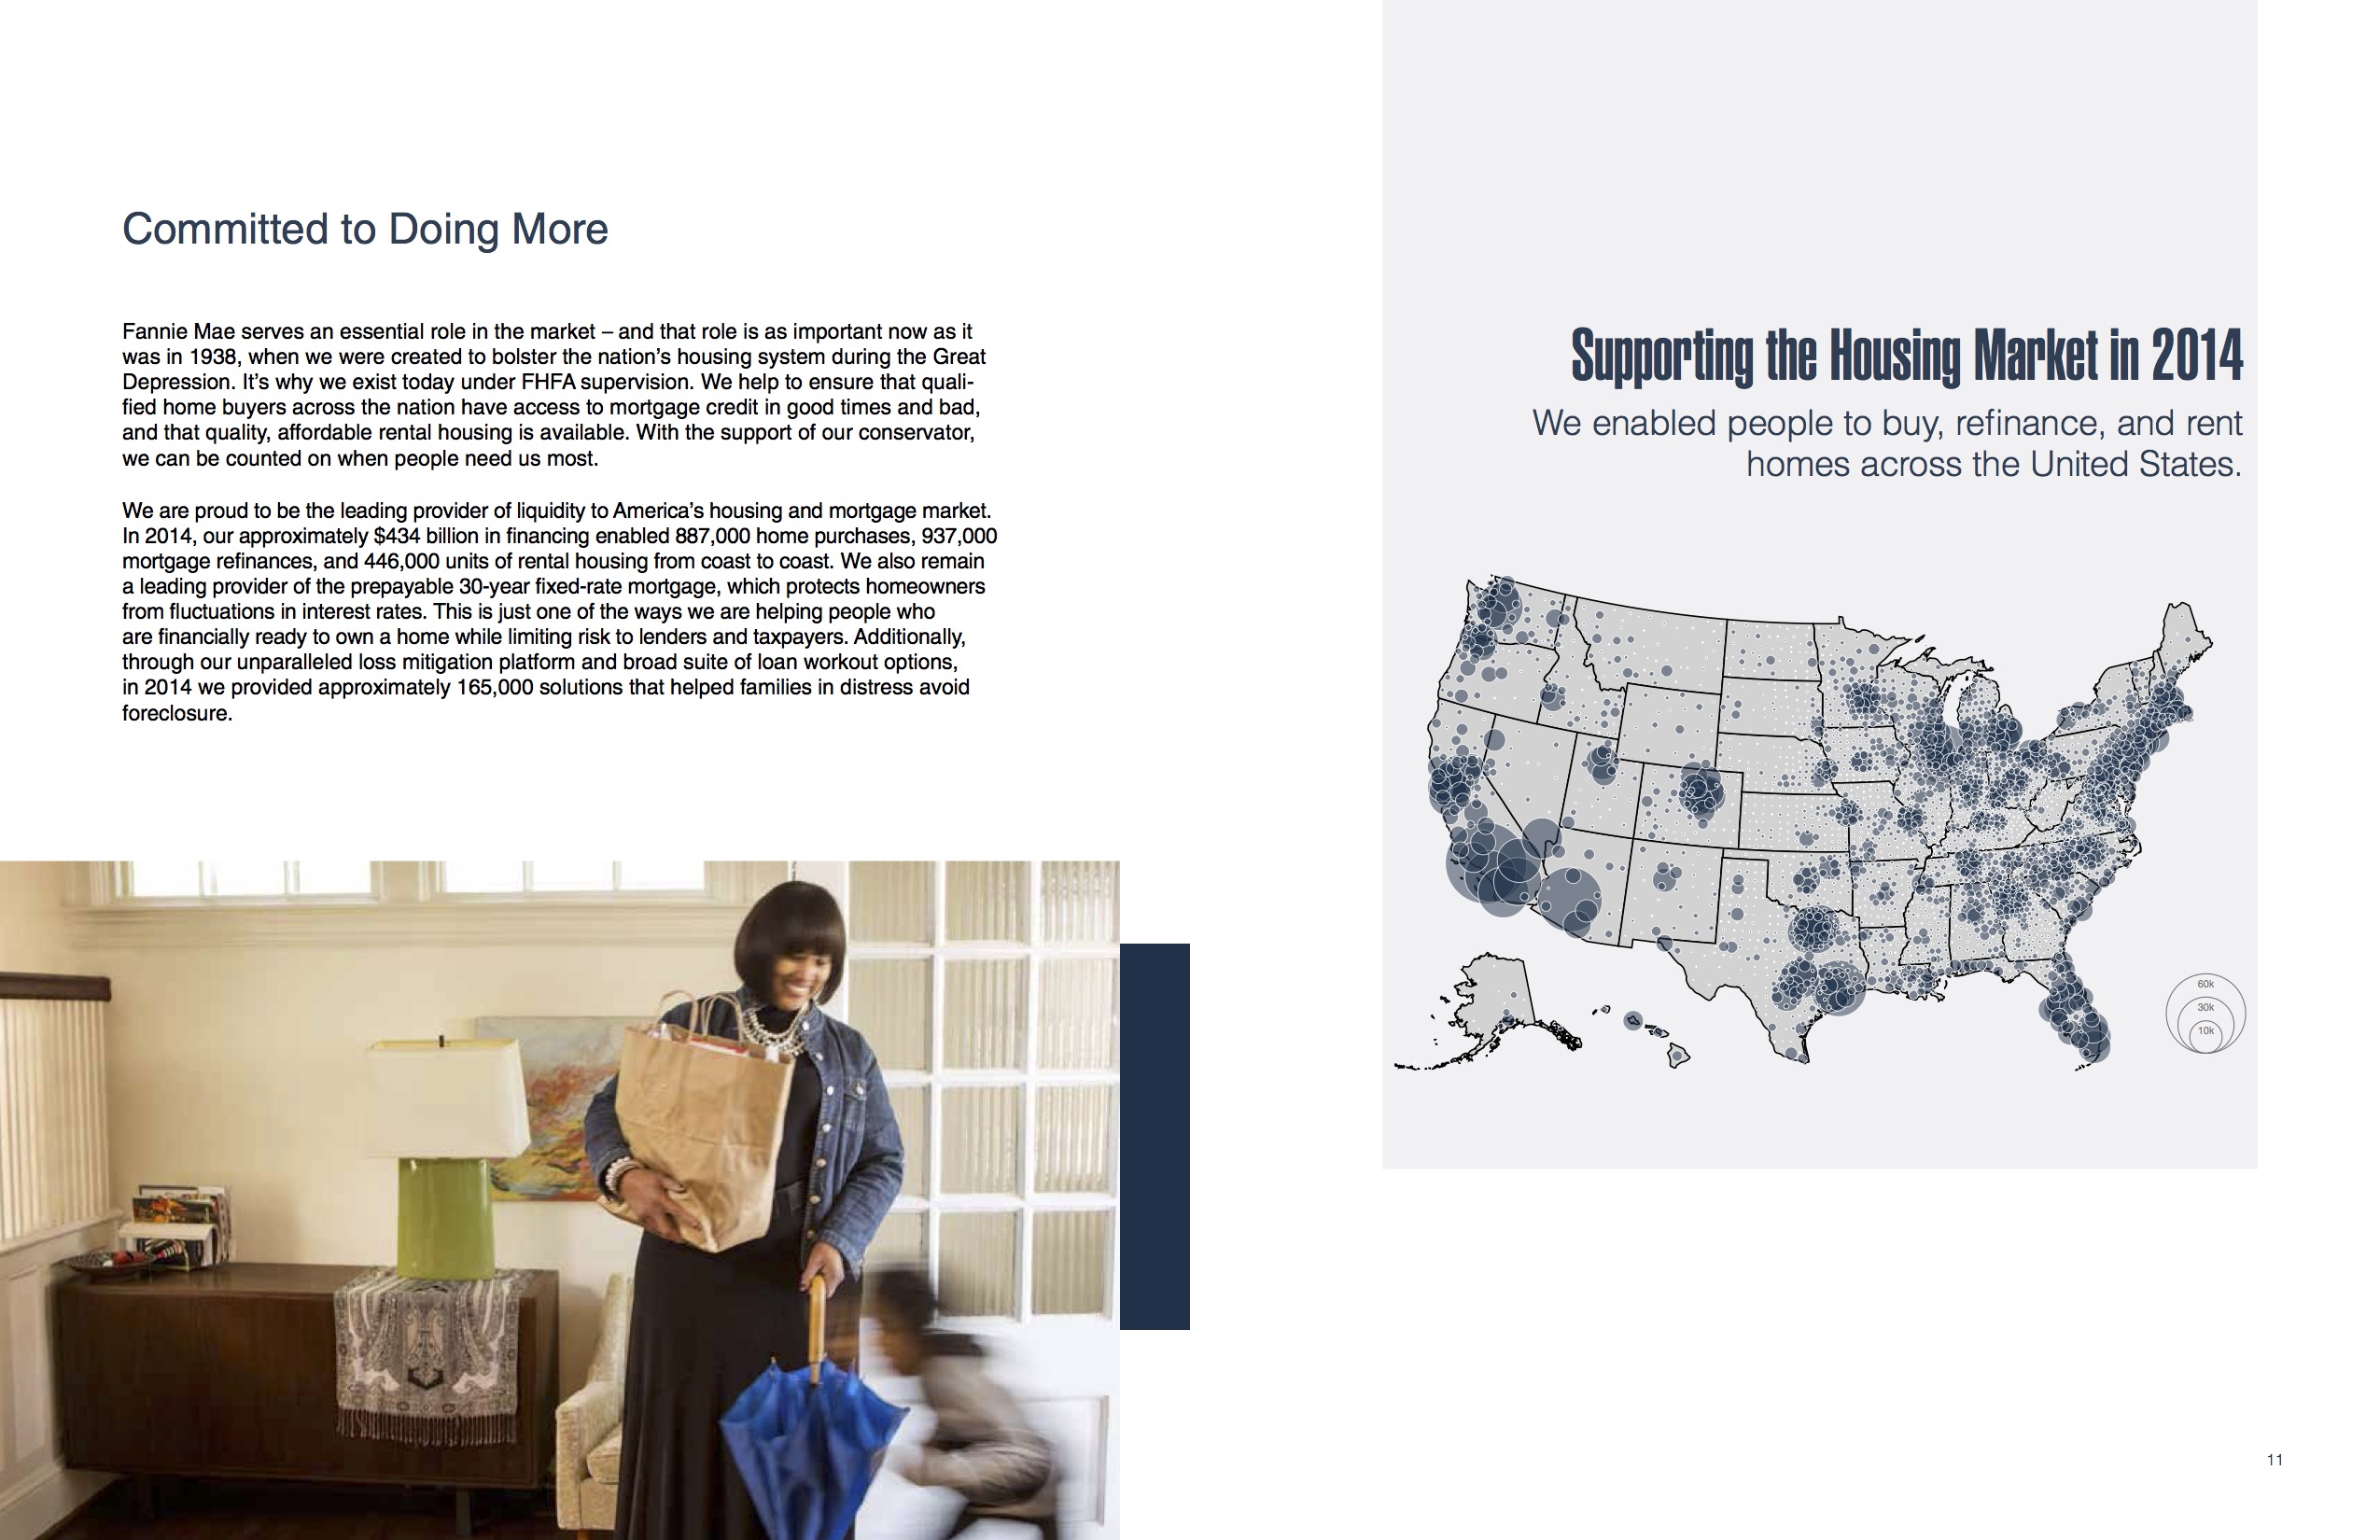 Committed to Doing More
Fannie Mae serves an essential role in the market – and that role is as important now as it
was in 1938, when we were created to bolster the nation’s housing system during the Great
Depression. It’s why we exist today under FHFA supervision. We help to ensure that quali-
fied home buyers across the nation have access to mortgage credit in good times and bad,
and that quality, affordable rental housing is available. With the support of our conservator,
we can be counted on when people need us most.
We are proud to be the leading provider of liquidity to America’s housing and mortgage market.
In 2014, our approximately $434 billion in financing enabled 887,000 home purchases, 937,000
mortgage refinances, and 446,000 units of rental housing from coast to coast. We also remain
a leading provider of the prepayable 30-year fixed-rate mortgage, which protects homeowners
from fluctuations in interest rates. This is just one of the ways we are helping people who
are financially ready to own a home while limiting risk to lenders and taxpayers. Additionally,
through our unparalleled loss mitigation platform and broad suite of loan workout options,
in 2014 we provided approximately 165,000 solutions that helped families in distress avoid
foreclosure.
Supporting the Housing Market in 2014
We enabled people to buy, refinance, and rent
homes across the United States.
60k
30k
10k
11